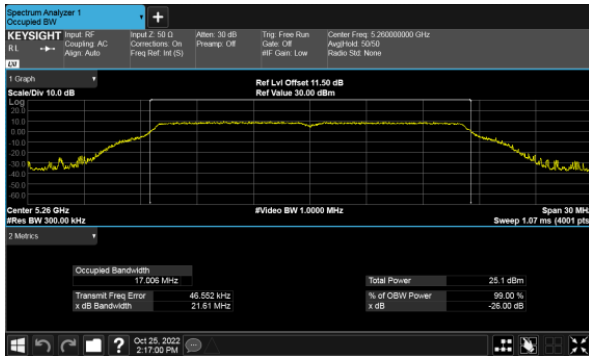 Spectrum Analyzer 1
Occupied BW
+
KEYSIGHT
R L
Input: RF
Coupling: AC
Align: Auto
Input Z: 50 Ω
Corrections: On
Freq Ref: Int (S)
Atten: 30 dB
Preamp: Off
Trig: Free Run
Gate: Off
#IF Gain: Low
Center Freq: 5.260000000 GHz
Avg|Hold: 50/50
Radio Std: None
1 Graph
Scale/Div 10.0 dB
Ref Lvl Offset 11.50 dB
Ref Value 30.00 dBm
Log
20.0
10.0
0.00
-10.0
-20.0
-30.0
-40.0
-50.0
-60.0
Center 5.26 GHz
#Res BW 300.00 kHz
#Video BW 1.0000 MHz
Span 30 MHz
Sweep 1.07 ms (4001 pts)
2 Metrics
Occupied Bandwidth
17.006 MHz
Total Power 25.1 dBm
Transmit Freq Error 46.552 kHz
% of OBW Power 99.00 %
x dB Bandwidth 21.61 MHz
x dB -26.00 dB
?
Oct 25, 2022
2:17:00 PM